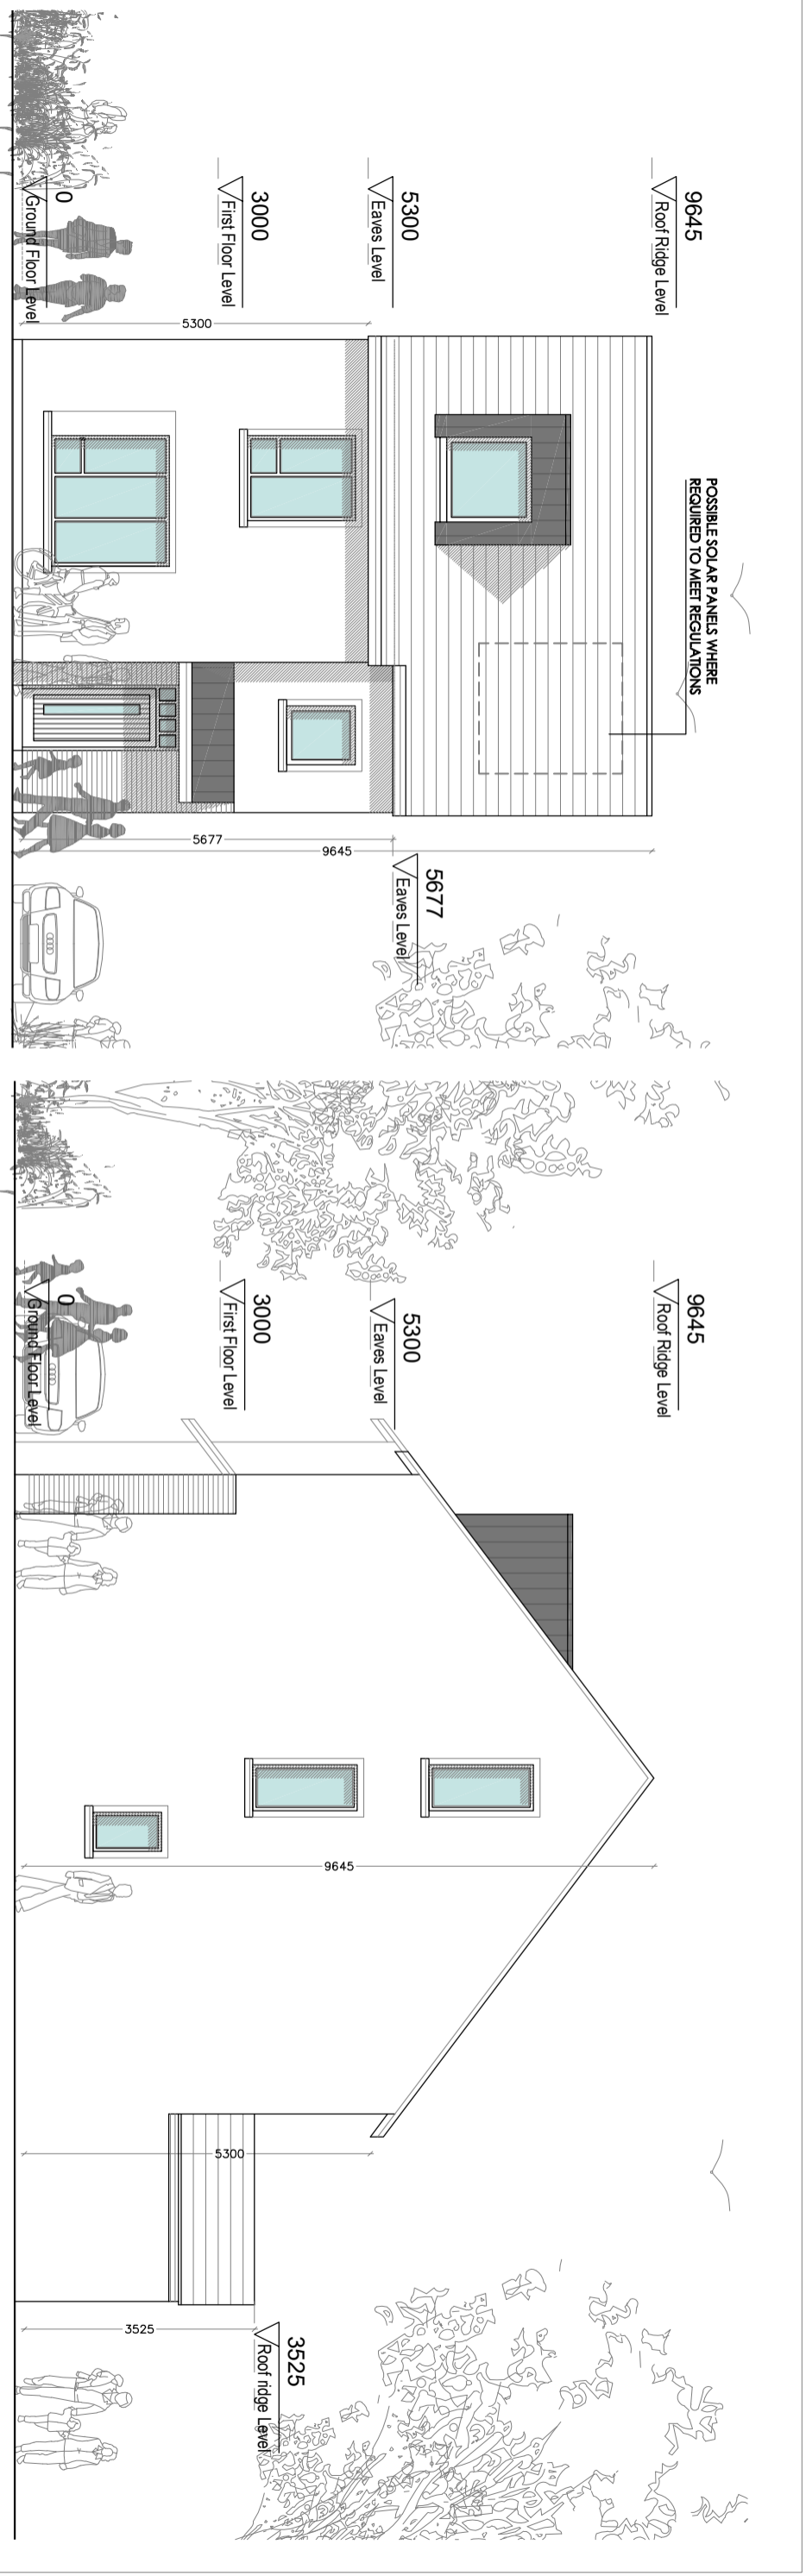 9645
Roof Ridge Level
5300
Eaves Level
3000
First Floor Level
0
Ground Floor Level
5300
POSSIBLE SOLAR PANELS WHERE
REQUIRED TO MEET REGULATIONS
5677
9645
5677
Eaves Level
9645
Roof Ridge Level
5300
Eaves Level
3000
First Floor Level
0
Ground Floor Level
9645
5300
3525
3525
Roof ridge Level